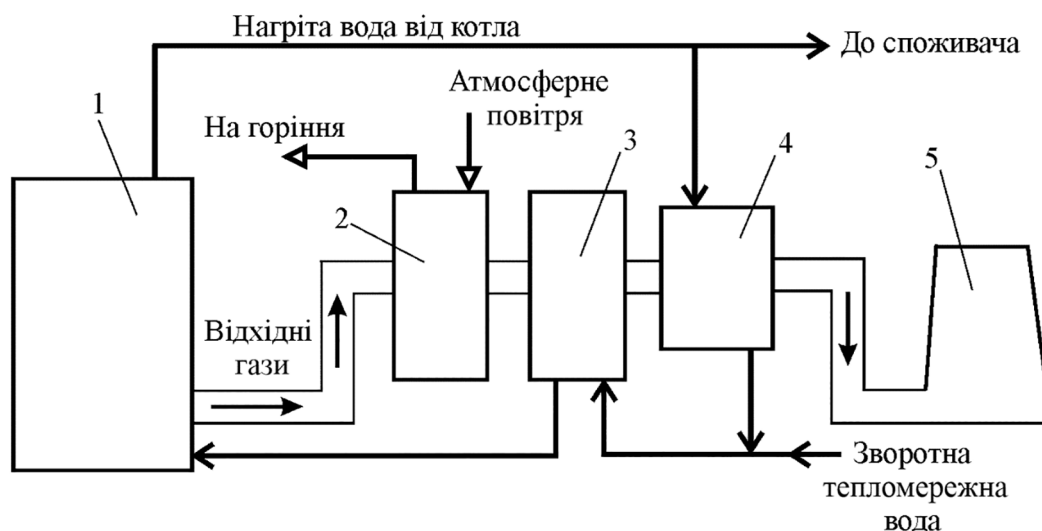 Нагріта вода від котла
До споживача
Атмосферне
повітря
1
На горіння
3
4
5
2
Відхідні
гази
Зворотна
тепломережна
вода